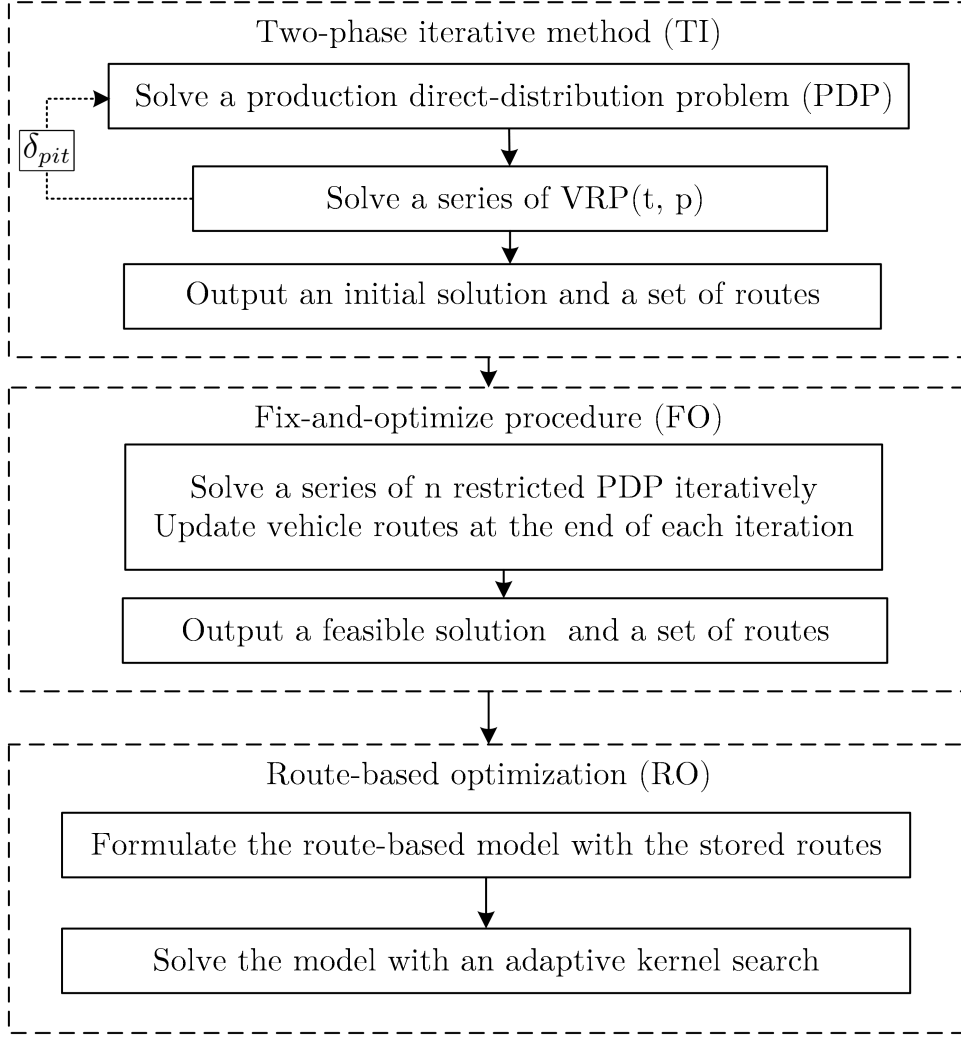 Two-phase iterative method (TI)
Solve a production direct-distribution problem (PDP)
δ_pit
Solve a series of VRP(t, p)
Output an initial solution and a set of routes
Fix-and-optimize procedure (FO)
Solve a series of n restricted PDP iteratively
Update vehicle routes at the end of each iteration
Output a feasible solution and a set of routes
Route-based optimization (RO)
Formulate the route-based model with the stored routes
Solve the model with an adaptive kernel search